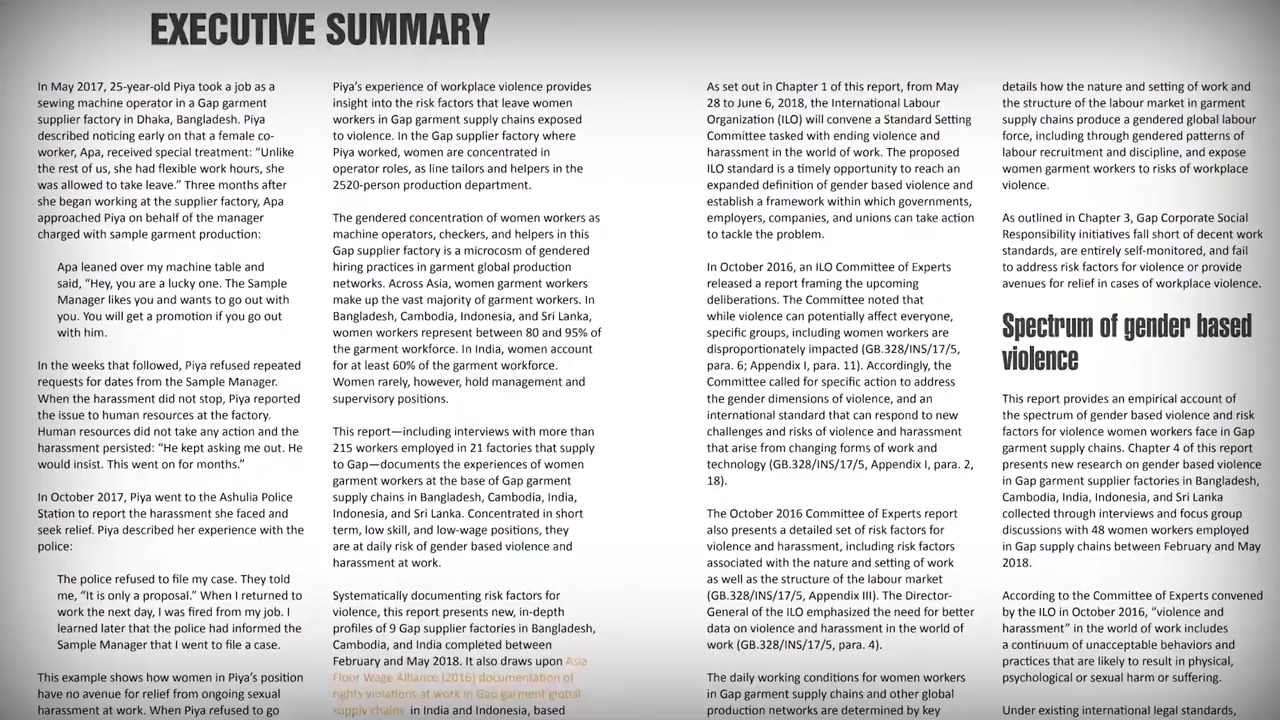 EXECUTIVE SUMMARY
In May 2017, 25-year-old Piya took a job as a
sewing machine operator in a Gap garment
supplier factory in Dhaka, Bangladesh. Piya
described noticing early on that a female co-
worker, Apa, received special treatment: “Unlike
the rest of us, she had flexible work hours, she
was allowed to take leave.” Three months after
she began working at the supplier factory, Apa
approached Piya on behalf of the manager
charged with sample garment production:
Apa leaned over my machine table and
said, “Hey, you are a lucky one. The Sample
Manager likes you and wants to go out with
you. You will get a promotion if you go out
with him.
In the weeks that followed, Piya refused repeated
requests for dates from the Sample Manager.
When the harassment did not stop, Piya reported
the issue to human resources at the factory.
Human resources did not take any action and the
harassment persisted: “He kept asking me out. He
would insist. This went on for months.”
In October 2017, Piya went to the Ashulia Police
Station to report the harassment she faced and
seek relief. Piya described her experience with the
police:
The police refused to file my case. They told
me, “It is only a proposal.” When I returned to
work the next day, I was fired from my job. I
learned later that the police had informed the
Sample Manager that I went to file a case.
This example shows how women in Piya’s position
have no avenue for relief from ongoing sexual
harassment at work. When Piya refused to go
Piya’s experience of workplace violence provides
insight into the risk factors that leave women
workers in Gap garment supply chains exposed
to violence. In the Gap supplier factory where
Piya worked, women are concentrated in
operator roles, as line tailors and helpers in the
2520-person production department.
The gendered concentration of women workers as
machine operators, checkers, and helpers in this
Gap supplier factory is a microcosm of gendered
hiring practices in garment global production
networks. Across Asia, women garment workers
make up the vast majority of garment workers. In
Bangladesh, Cambodia, Indonesia, and Sri Lanka,
women workers represent between 80 and 95% of
the garment workforce. In India, women account
for at least 60% of the garment workforce.
Women rarely, however, hold management and
supervisory positions.
This report—including interviews with more than
215 workers employed in 21 factories that supply
to Gap—documents the experiences of women
garment workers at the base of Gap garment
supply chains in Bangladesh, Cambodia, India,
Indonesia, and Sri Lanka. Concentrated in short
term, low skill, and low-wage positions, they
are at daily risk of gender based violence and
harassment at work.
Systematically documenting risk factors for
violence, this report presents new, in-depth
profiles of 9 Gap supplier factories in Bangladesh,
Cambodia, and India completed between
February and May 2018. It also draws upon Asia
Floor Wage Alliance (2016) documentation of
rights violations at work in Gap garment global
supply chains in India and Indonesia, based
As set out in Chapter 1 of this report, from May
28 to June 6, 2018, the International Labour
Organization (ILO) will convene a Standard Setting
Committee tasked with ending violence and
harassment in the world of work. The proposed
ILO standard is a timely opportunity to reach an
expanded definition of gender based violence and
establish a framework within which governments,
employers, companies, and unions can take action
to tackle the problem.
In October 2016, an ILO Committee of Experts
released a report framing the upcoming
deliberations. The Committee noted that
while violence can potentially affect everyone,
specific groups, including women workers are
disproportionately impacted (GB.328/INS/17/5,
para. 6; Appendix I, para. 11). Accordingly, the
Committee called for specific action to address
the gender dimensions of violence, and an
international standard that can respond to new
challenges and risks of violence and harassment
that arise from changing forms of work and
technology (GB.328/INS/17/5, Appendix I, para. 2,
18).
The October 2016 Committee of Experts report
also presents a detailed set of risk factors for
violence and harassment, including risk factors
associated with the nature and setting of work
as well as the structure of the labour market
(GB.328/INS/17/5, Appendix III). The Director-
General of the ILO emphasized the need for better
data on violence and harassment in the world of
work (GB.328/INS/17/5, para. 4).
The daily working conditions for women workers
in Gap garment supply chains and other global
production networks are determined by key
details how the nature and setting of work and
the structure of the labour market in garment
supply chains produce a gendered global labour
force, including through gendered patterns of
labour recruitment and discipline, and expose
women garment workers to risks of workplace
violence.
As outlined in Chapter 3, Gap Corporate Social
Responsibility initiatives fall short of decent work
standards, are entirely self-monitored, and fail
to address risk factors for violence or provide
avenues for relief in cases of workplace violence.
Spectrum of gender based
violence
This report provides an empirical account of
the spectrum of gender based violence and risk
factors for violence women workers face in Gap
garment supply chains. Chapter 4 of this report
presents new research on gender based violence
in Gap supplier factories in Bangladesh,
Cambodia, India, Indonesia, and Sri Lanka
collected through interviews and focus group
discussions with 48 women workers employed
in Gap supply chains between February and May
2018.
According to the Committee of Experts convened
by the ILO in October 2016, “violence and
harassment” in the world of work includes
a continuum of unacceptable behaviors and
practices that are likely to result in physical,
psychological or sexual harm or suffering.
Under existing international legal standards,